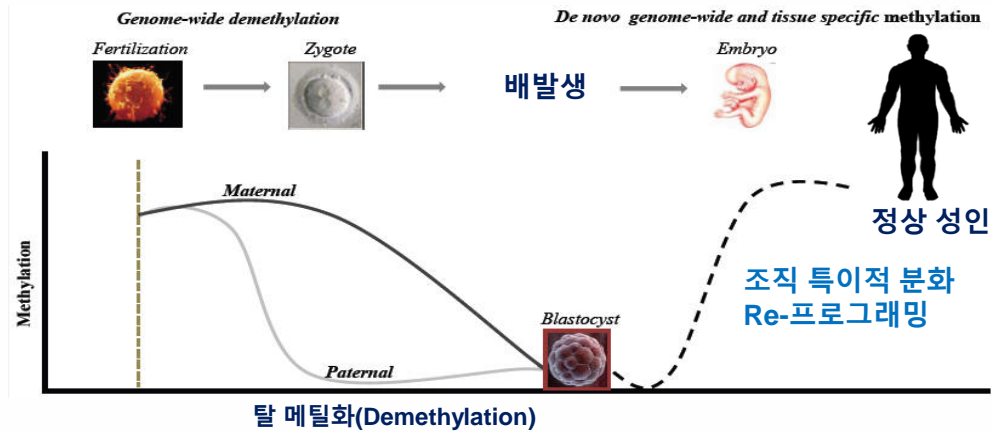 Genome-wide demethylation
De novo genome-wide and tissue specific methylation
Fertilization
Zygote
배발생
Embryo
Maternal
정상 성인
조직 특이적 분화
Re-프로그래밍
Methylation
Blastocyst
Paternal
탈 메틸화(Demethylation)